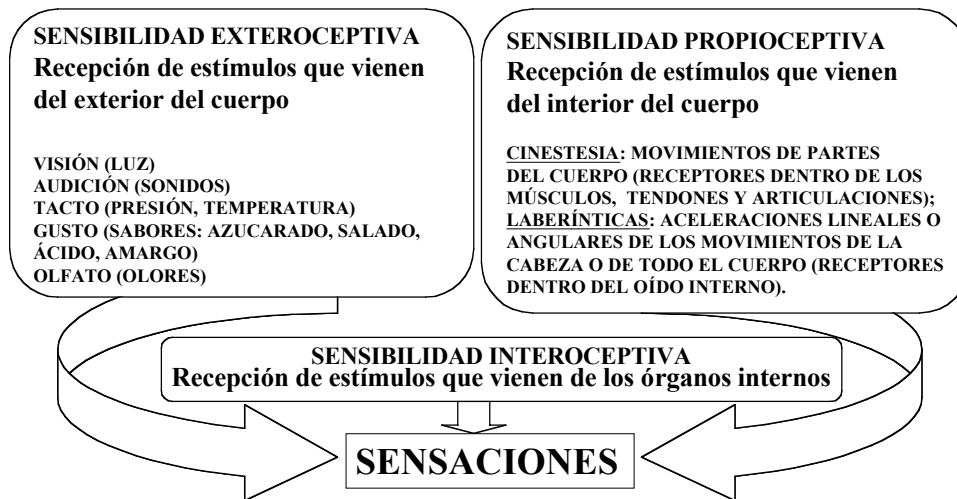 SENSIBILIDAD EXTEROCEPTIVA
Recepción de estímulos que vienen
del exterior del cuerpo
VISIÓN (LUZ)
AUDICIÓN (SONIDOS)
TACTO (PRESIÓN, TEMPERATURA)
GUSTO (SABORES: AZUCARADO, SALADO,
ÁCIDO, AMARGO)
OLFATO (OLORES)
SENSIBILIDAD PROPIOCEPTIVA
Recepción de estímulos que vienen
del interior del cuerpo
CINESTESIA: MOVIMIENTOS DE PARTES
DEL CUERPO (RECEPTORES DENTRO DE LOS
MÚSCULOS, TENDONES Y ARTICULACIONES);
LABERÍNTICAS: ACELERACIONES LINEALES O
ANGULARES DE LOS MOVIMIENTOS DE LA
CABEZA O DE TODO EL CUERPO (RECEPTORES
DENTRO DEL OÍDO INTERNO).
SENSIBILIDAD INTEROCEPTIVA
Recepción de estímulos que vienen de los órganos internos
SENSACIONES